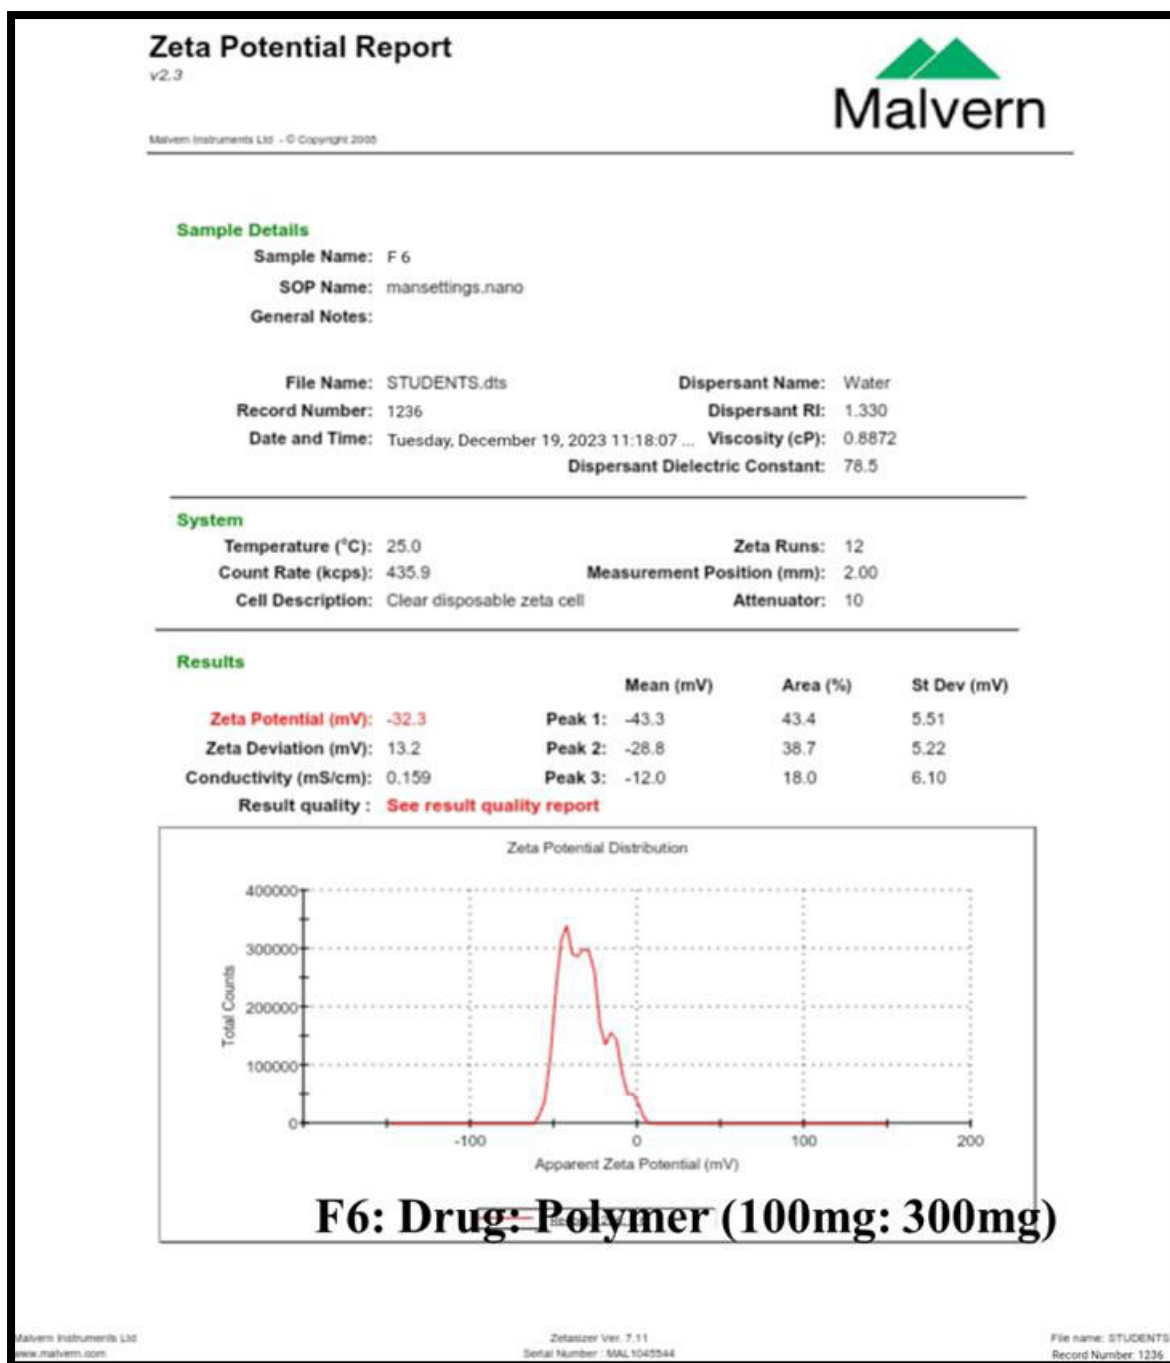 Zeta Potential Report
v2.3
Malvern
Malvern Instruments Ltd - © Copyright 2008
Sample Details
Sample Name: F 6
SOP Name: mansettings.nano
General Notes:
File Name: STUDENTS.dts Dispersant Name: Water
Record Number: 1236 Dispersant RI: 1.330
Date and Time: Tuesday, December 19, 2023 11:18:07 ... Viscosity (cP): 0.8872
Dispersant Dielectric Constant: 78.5
System
Temperature (°C): 25.0 Zeta Runs: 12
Count Rate (kcps): 435.9 Measurement Position (mm): 2.00
Cell Description: Clear disposable zeta cell Attenuator: 10
Results
Mean (mV) Area (%) St Dev (mV)
Zeta Potential (mV): -32.3 Peak 1: -43.3 43.4 5.51
Zeta Deviation (mV): 13.2 Peak 2: -28.8 38.7 5.22
Conductivity (mS/cm): 0.159 Peak 3: -12.0 18.0 6.10
Result quality : See result quality report
Zeta Potential Distribution
400000
300000
200000
100000
0
Total Counts
-100 0 100 200
Apparent Zeta Potential (mV)
F6: Drug: Polymer (100mg: 300mg)
Malvern Instruments Ltd Zetasizer Ver. 7.11 File name: STUDENTS
www.malvern.com Serial Number : MAL1045544 Record Number: 1236